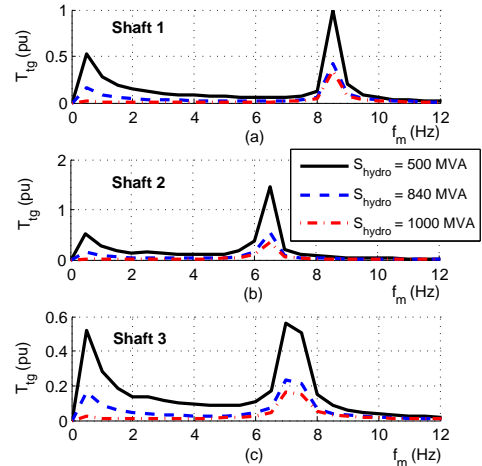 Shaft 1
T_tg (pu)
1
0.5
0
0 2 4 6 8 10 12
(a)
f_m (Hz)
Shaft 2
T_tg (pu)
2
1
0
0 2 4 6 8 10 12
(b)
f_m (Hz)
S_hydro = 500 MVA
S_hydro = 840 MVA
S_hydro = 1000 MVA
Shaft 3
T_tg (pu)
0.6
0.4
0.2
0
0 2 4 6 8 10 12
(c)
f_m (Hz)